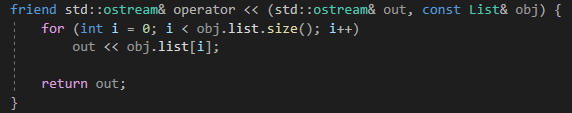 friend std::ostream& operator << (std::ostream& out, const List& obj) {
    for (int i = 0; i < obj.list.size(); i++)
        out << obj.list[i];

    return out;
}